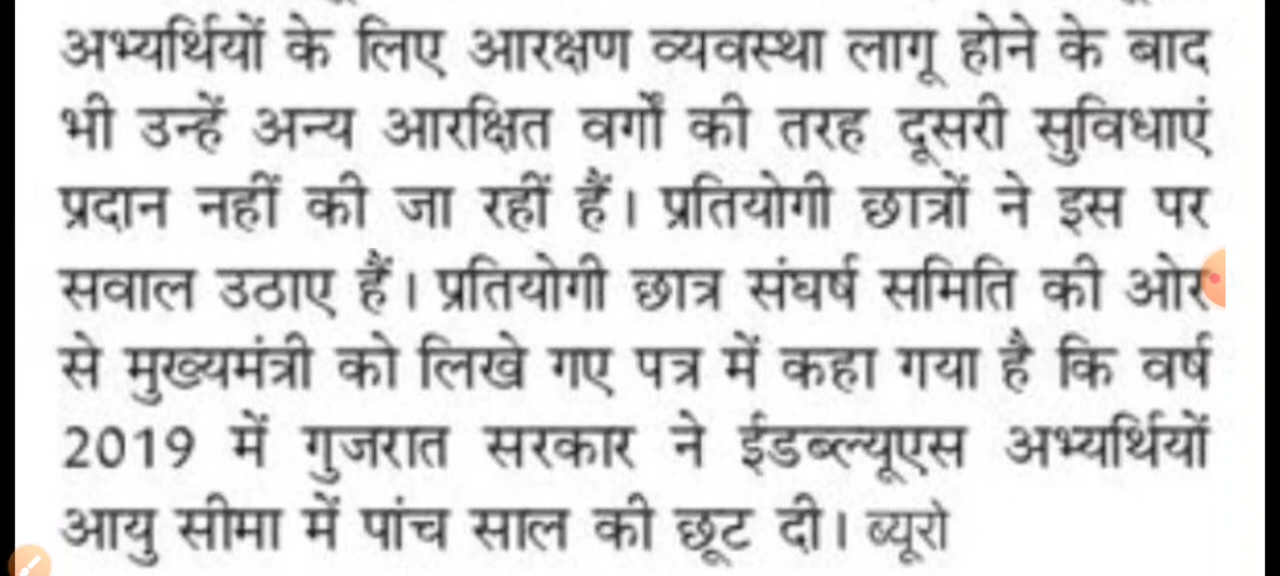 अभ्यर्थियों के लिए आरक्षण व्यवस्था लागू होने के बाद
भी उन्हें अन्य आरक्षित वर्गों की तरह दूसरी सुविधाएं
प्रदान नहीं की जा रहीं हैं। प्रतियोगी छात्रों ने इस पर
सवाल उठाए हैं। प्रतियोगी छात्र संघर्ष समिति की ओर
से मुख्यमंत्री को लिखे गए पत्र में कहा गया है कि वर्ष
2019 में गुजरात सरकार ने ईडब्ल्यूएस अभ्यर्थियों
आयु सीमा में पांच साल की छूट दी। ब्यूरो